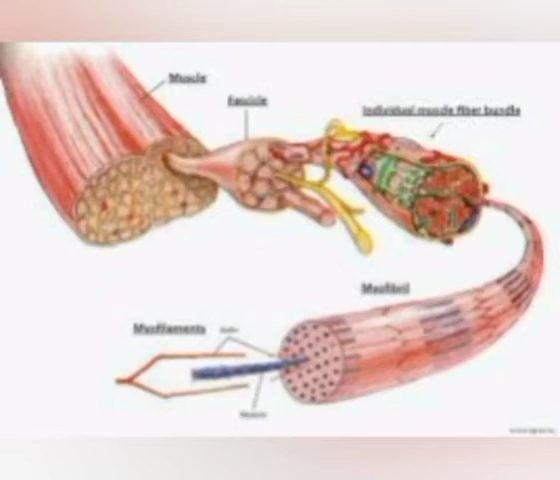 Muscle
Fascicle
Individual muscle fiber bundle
Myofibril
Myofilaments
Actin
Myosin